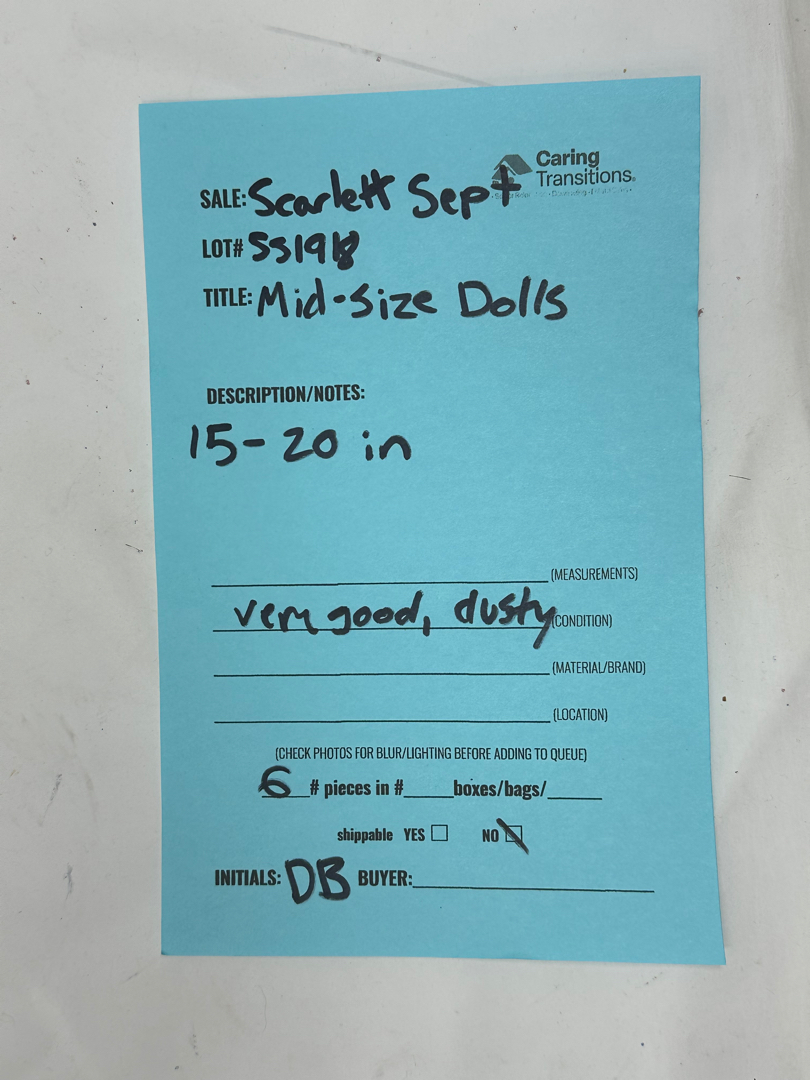 Caring
Transitions.
SALE: Scarlett Sept
LOT# SS1918
TITLE: Mid-Size Dolls
DESCRIPTION/NOTES:
15-20 in
(MEASUREMENTS)
very good, dusty (CONDITION)
(MATERIAL/BRAND)
(LOCATION)
(CHECK PHOTOS FOR BLUR/LIGHTING BEFORE ADDING TO QUEUE)
6 # pieces in #____boxes/bags/____
shippable YES NO
INITIALS: DB BUYER: